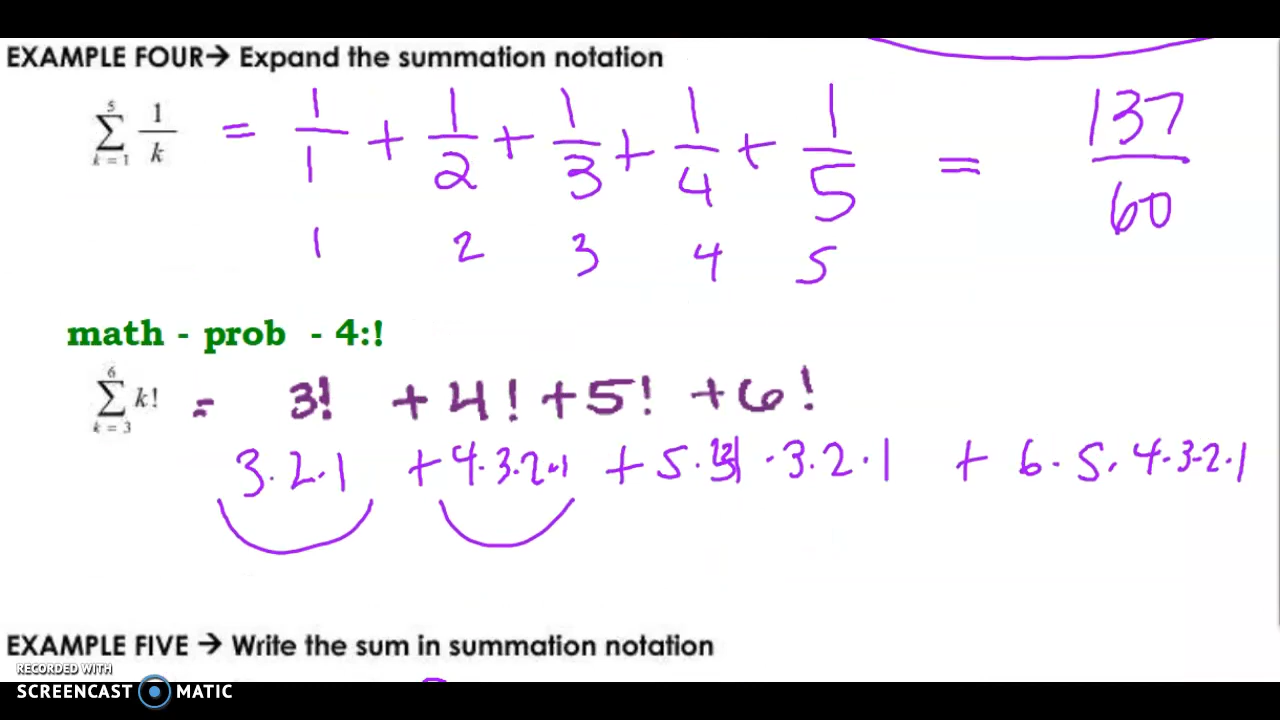 EXAMPLE FOUR→ Expand the summation notation
5 ∑ k = 1 1/k = 1/1 + 1/2 + 1/3 + 1/4 + 1/5 = 137/60
1 2 3 4 5
math - prob - 4:!
6 ∑ k = 3 k! = 3! + 4! + 5! + 6!
3·2·1 + 4·3·2·1 + 5· ·3·2·1 + 6·5·4·3·2·1
EXAMPLE FIVE → Write the sum in summation notation
RECORDED WITH
SCREENCAST MATIC